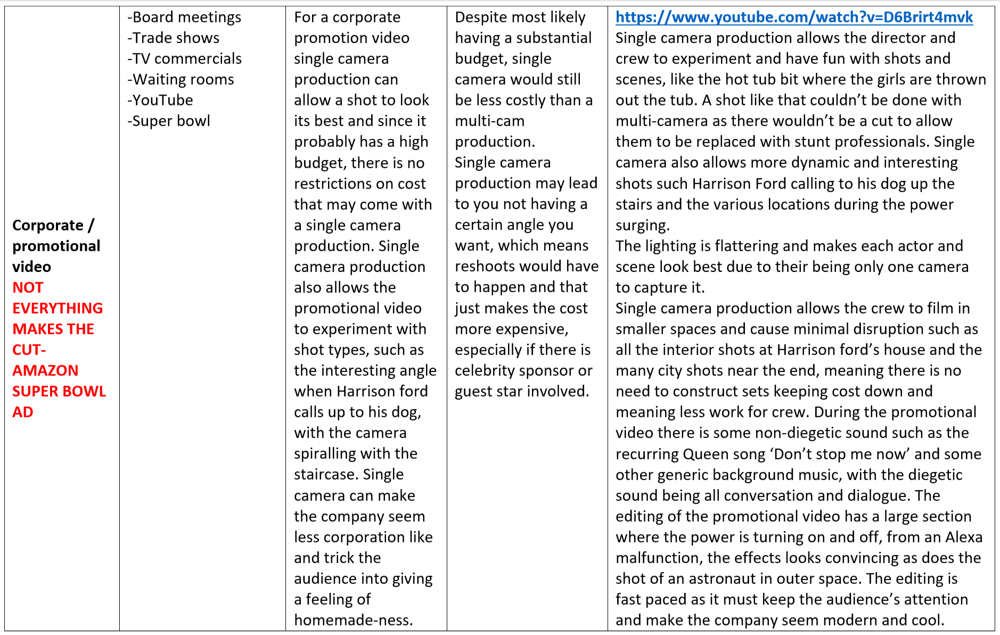 Corporate /
promotional
video
NOT
EVERYTHING
MAKES THE
CUT-
AMAZON
SUPER BOWL
AD
-Board meetings
-Trade shows
-TV commercials
-Waiting rooms
-YouTube
-Super bowl
For a corporate
promotion video
single camera
production can
allow a shot to look
its best and since it
probably has a high
budget, there is no
restrictions on cost
that may come with
a single camera
production. Single
camera production
also allows the
promotional video
to experiment with
shot types, such as
the interesting angle
when Harrison ford
calls up to his dog,
with the camera
spiralling with the
staircase. Single
camera can make
the company seem
less corporation like
and trick the
audience into giving
a feeling of
homemade-ness.
Despite most likely
having a substantial
budget, single
camera would still
be less costly than a
multi-cam
production.
Single camera
production may lead
to you not having a
certain angle you
want, which means
reshoots would have
to happen and that
just makes the cost
more expensive,
especially if there is
celebrity sponsor or
guest star involved.
https://www.youtube.com/watch?v=D6Brirt4mvk
Single camera production allows the director and
crew to experiment and have fun with shots and
scenes, like the hot tub bit where the girls are thrown
out the tub. A shot like that couldn’t be done with
multi-camera as there wouldn’t be a cut to allow
them to be replaced with stunt professionals. Single
camera also allows more dynamic and interesting
shots such Harrison Ford calling to his dog up the
stairs and the various locations during the power
surging.
The lighting is flattering and makes each actor and
scene look best due to their being only one camera
to capture it.
Single camera production allows the crew to film in
smaller spaces and cause minimal disruption such as
all the interior shots at Harrison ford’s house and the
many city shots near the end, meaning there is no
need to construct sets keeping cost down and
meaning less work for crew. During the promotional
video there is some non-diegetic sound such as the
recurring Queen song ‘Don’t stop me now’ and some
other generic background music, with the diegetic
sound being all conversation and dialogue. The
editing of the promotional video has a large section
where the power is turning on and off, from an Alexa
malfunction, the effects looks convincing as does the
shot of an astronaut in outer space. The editing is
fast paced as it must keep the audience’s attention
and make the company seem modern and cool.